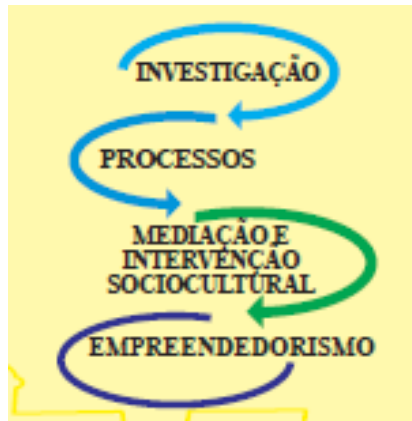 INVESTIGAÇÃO
PROCESSOS
MEDIAÇÃO E
INTERVENÇÃO
SOCIOCULTURAL
EMPREENDEDORISMO